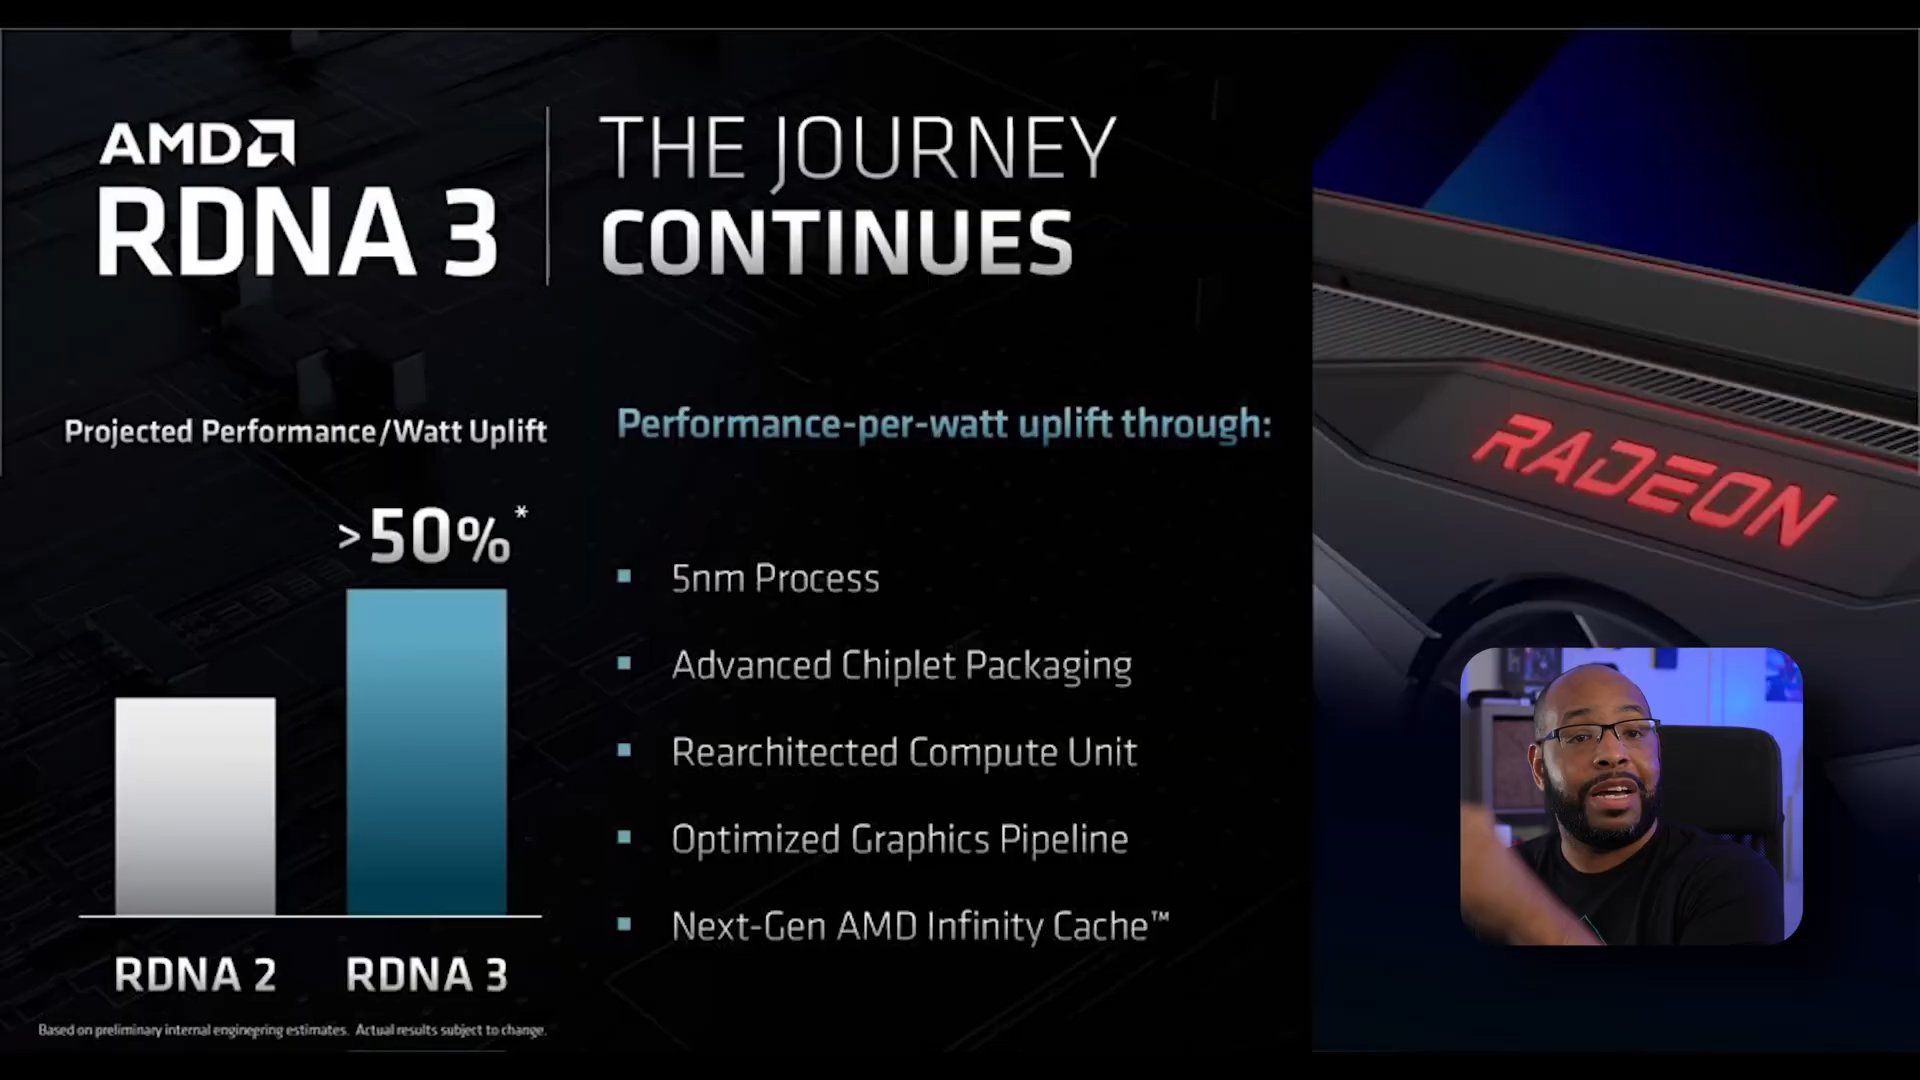 AMD
RDNA 3
THE JOURNEY
CONTINUES
Projected Performance/Watt Uplift
>50%*
RDNA 2
RDNA 3
Based on preliminary internal engineering estimates. Actual results subject to change.
Performance-per-watt uplift through:
5nm Process
Advanced Chiplet Packaging
Rearchitected Compute Unit
Optimized Graphics Pipeline
Next-Gen AMD Infinity Cache™
RADEON